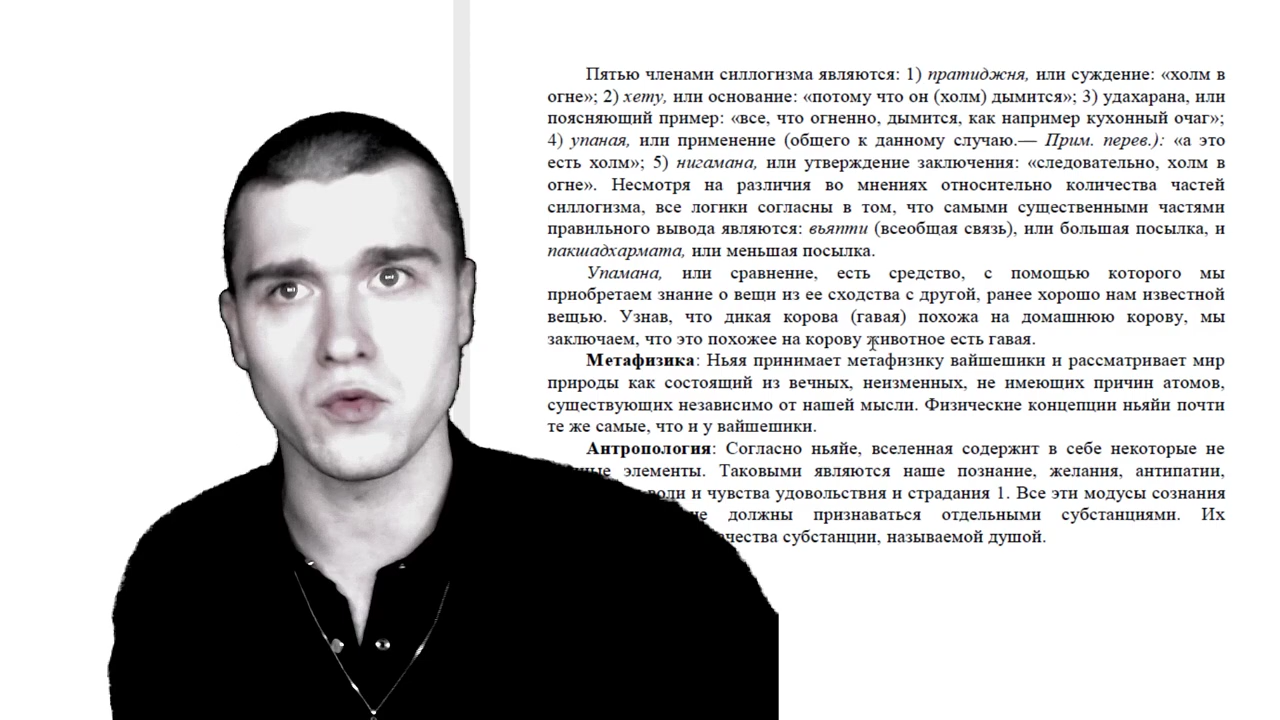 Пятью членами силлогизма являются: 1) пратиджня, или суждение: «холм в
огне»; 2) хету, или основание: «потому что он (холм) дымится»; 3) удахарана, или
поясняющий пример: «все, что огненно, дымится, как например кухонный очаг»;
4) упаная, или применение (общего к данному случаю.— Прим. перев.): «а это
есть холм»; 5) нигамана, или утверждение заключения: «следовательно, холм в
огне». Несмотря на различия во мнениях относительно количества частей
силлогизма, все логики согласны в том, что самыми существенными частями
правильного вывода являются: вьяпти (всеобщая связь), или большая посылка, и
пакшадхармата, или меньшая посылка.
Упамана, или сравнение, есть средство, с помощью которого мы
приобретаем знание о вещи из ее сходства с другой, ранее хорошо нам известной
вещью. Узнав, что дикая корова (гавая) похожа на домашнюю корову, мы
заключаем, что это похожее на корову животное есть гавая.
Метафизика: Ньяя принимает метафизику вайшешики и рассматривает мир
природы как состоящий из вечных, неизменных, не имеющих причин атомов,
существующих независимо от нашей мысли. Физические концепции ньяйи почти
те же самые, что и у вайшешики.
Антропология: Согласно ньяйе, вселенная содержит в себе некоторые не
элементы. Таковыми являются наше познание, желания, антипатии,
воли и чувства удовольствия и страдания 1. Все эти модусы сознания
не должны признаваться отдельными субстанциями. Их
качества субстанции, называемой душой.